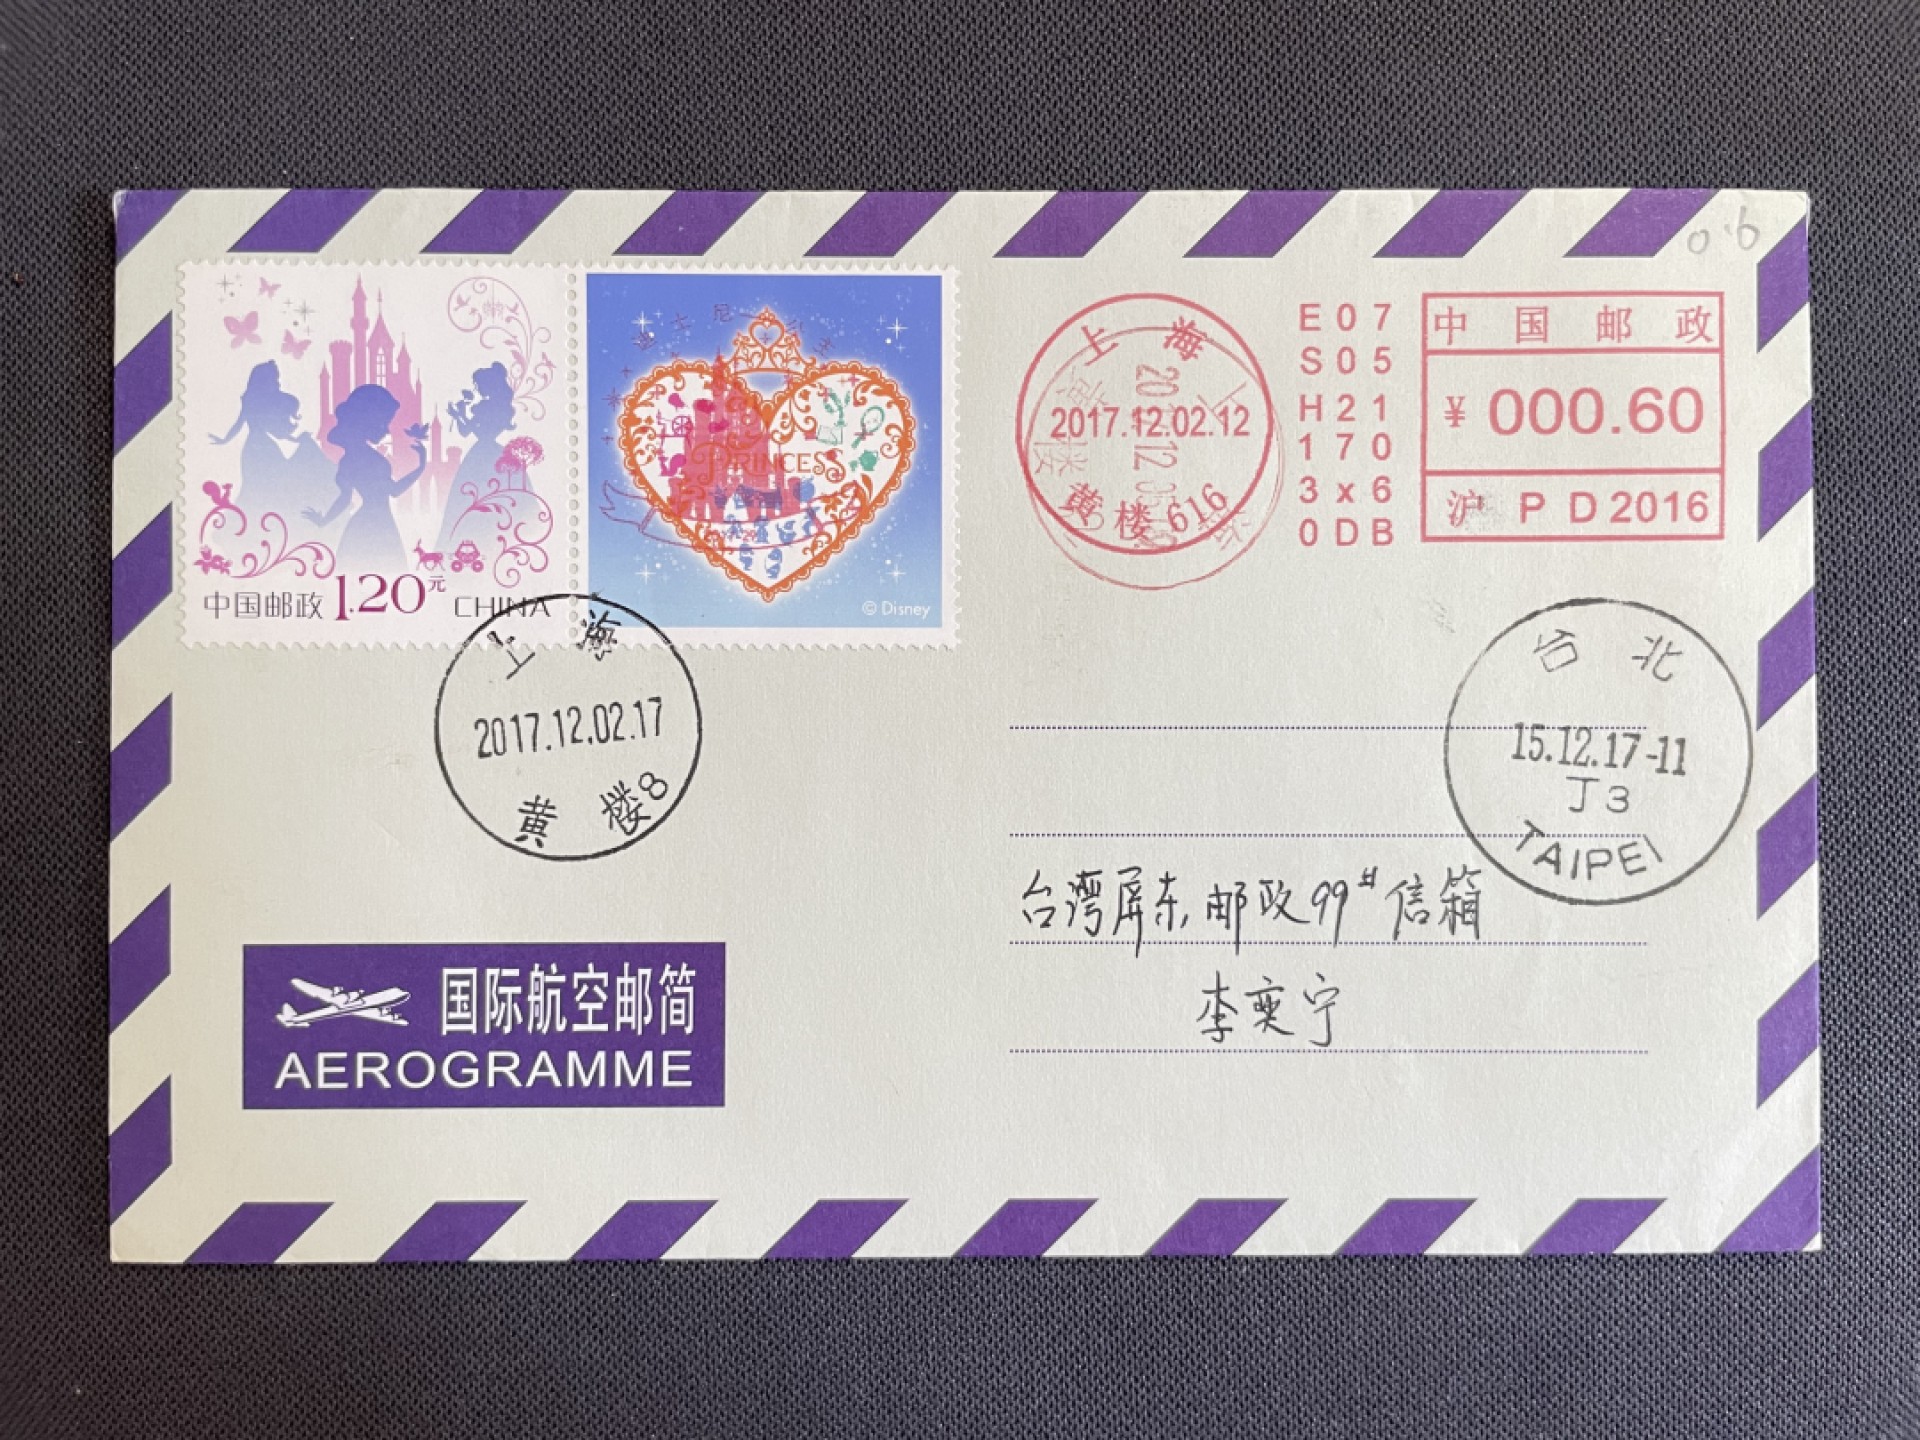 中国邮政 1.20元 CHINA
PRINCESS
© Disney
上海
2017.12.02.12
黄楼616
E07
S05
H21
170
3x6
0DB
中国邮政
¥ 000.60
沪 PD2016
0.6
上海
2017.12.02.17
黄楼8
台北
15.12.17-11
J3
TAIPEI
台湾屏东邮政99#信箱
李奕宁
国际航空邮简
AEROGRAMME